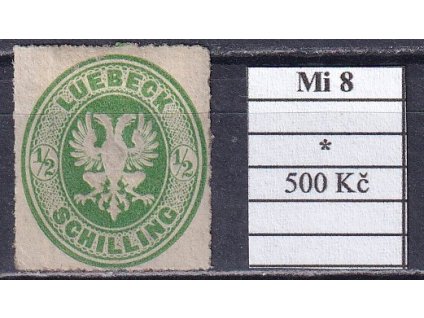 LUEBECK
1/2 1/2
SCHILLING
Mi 8
*
500 Kč